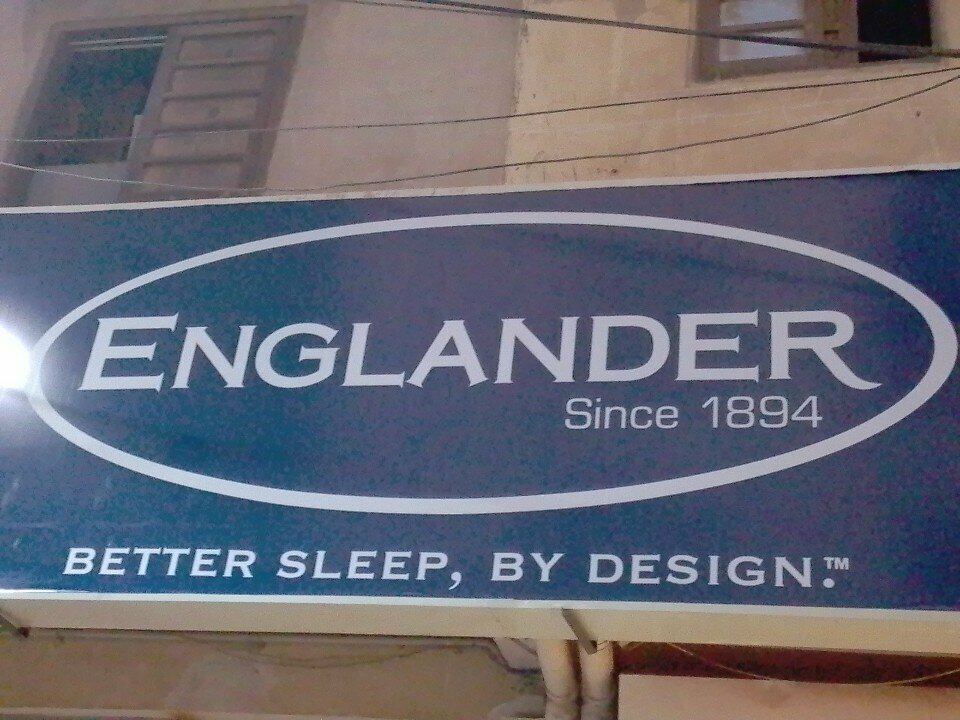 ENGLANDER
Since 1894
BETTER SLEEP, BY DESIGN.™